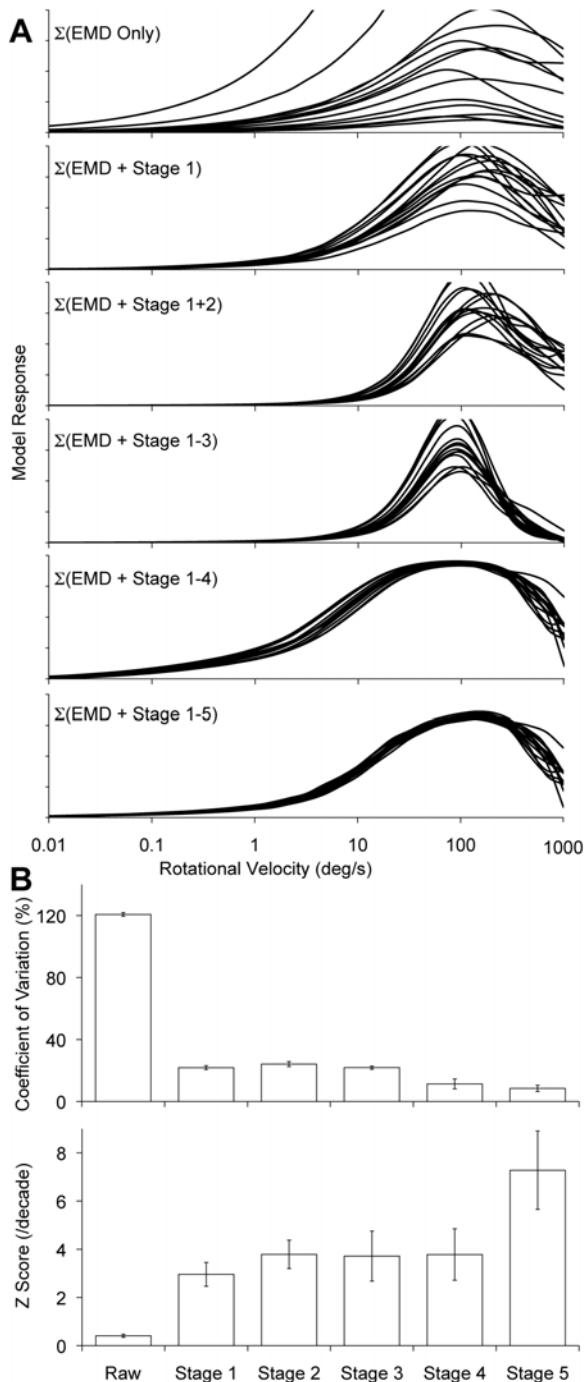 A
Σ(EMD Only)
Σ(EMD + Stage 1)
Σ(EMD + Stage 1+2)
Σ(EMD + Stage 1-3)
Σ(EMD + Stage 1-4)
Σ(EMD + Stage 1-5)
Model Response
0.01 0.1 1 10 100 1000
Rotational Velocity (deg/s)
B
Coefficient of Variation (%)
120
80
40
0
Z Score (/decade)
8
6
4
2
0
Raw Stage 1 Stage 2 Stage 3 Stage 4 Stage 5